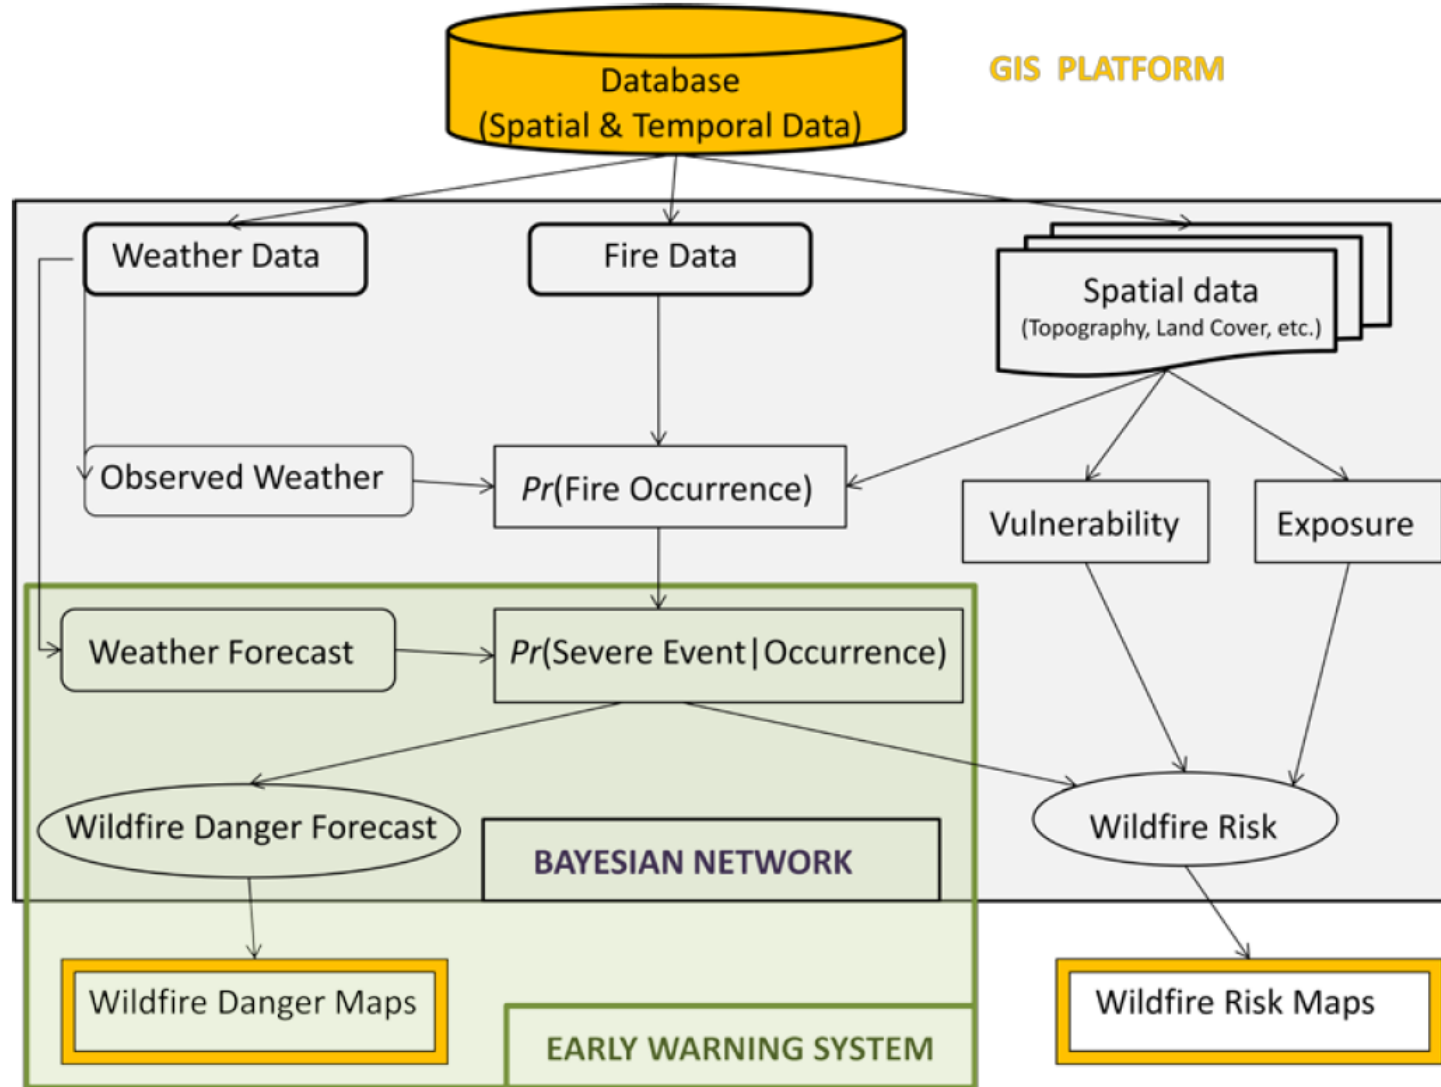 Database
(Spatial & Temporal Data)
GIS PLATFORM
Weather Data
Fire Data
Spatial data
(Topography, Land Cover, etc.)
Observed Weather
Pr(Fire Occurrence)
Vulnerability
Exposure
Weather Forecast
Pr(Severe Event|Occurrence)
Wildfire Danger Forecast
BAYESIAN NETWORK
Wildfire Risk
Wildfire Danger Maps
Wildfire Risk Maps
EARLY WARNING SYSTEM